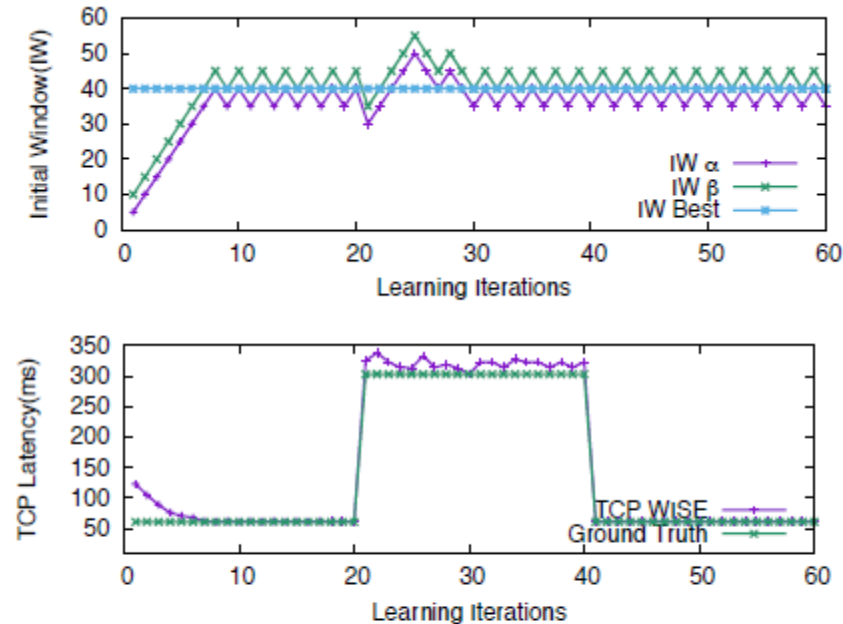 60
50
40
30
20
10
0
Initial Window(IW)
IW α
IW β
IW Best
0 10 20 30 40 50 60
Learning Iterations
350
300
250
200
150
100
50
TCP Latency(ms)
TCP WISE
Ground Truth
0 10 20 30 40 50 60
Learning Iterations